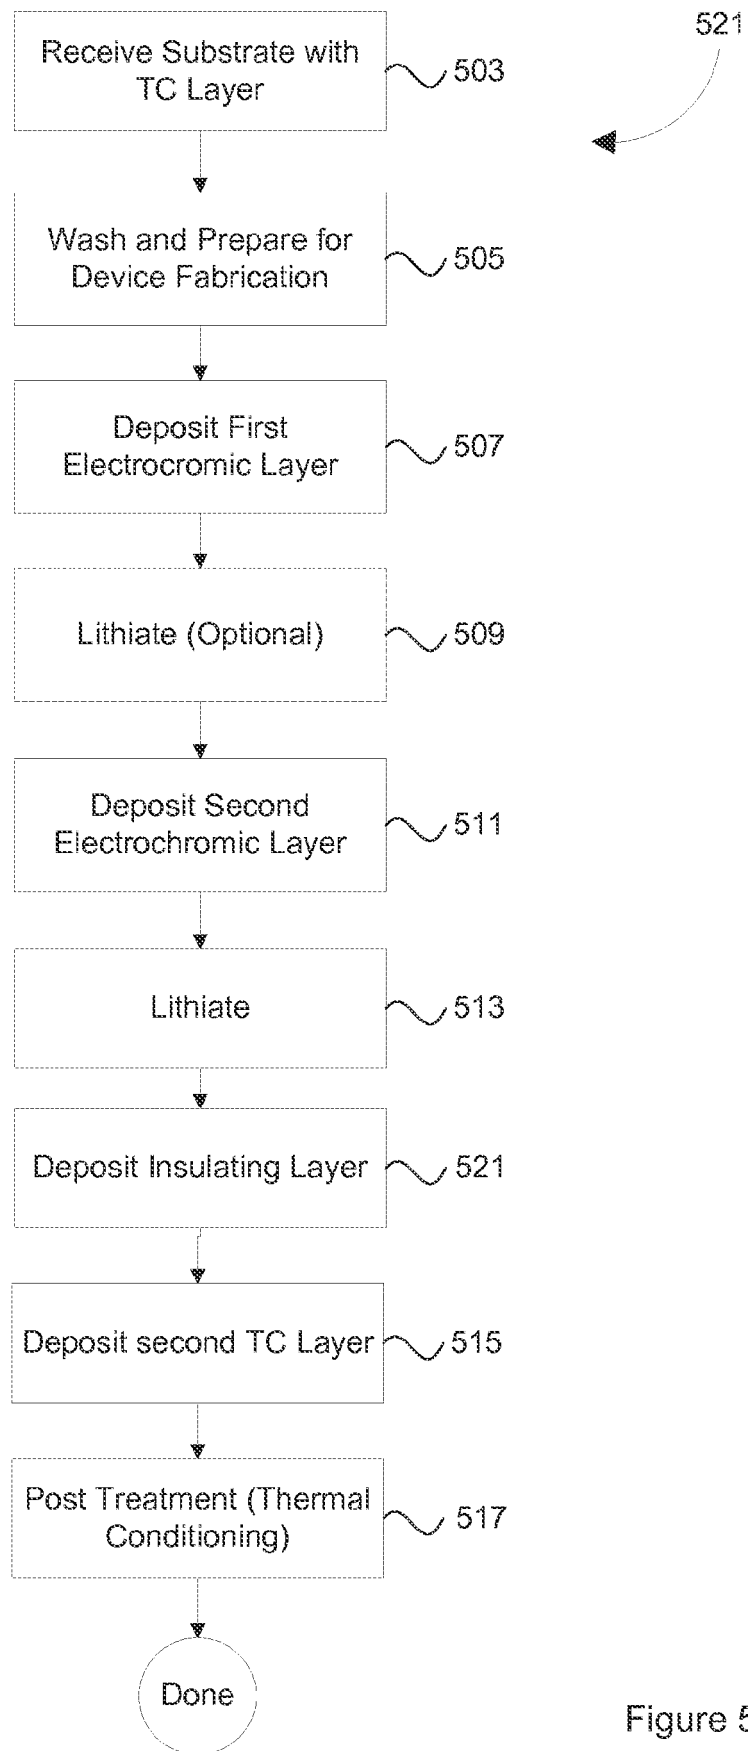 521
Receive Substrate with
TC Layer
503
Wash and Prepare for
Device Fabrication
505
Deposit First
Electrocromic Layer
507
Lithiate (Optional)
509
Deposit Second
Electrochromic Layer
511
Lithiate
513
Deposit Insulating Layer
521
Deposit second TC Layer
515
Post Treatment (Thermal
Conditioning)
517
Done
Figure 5